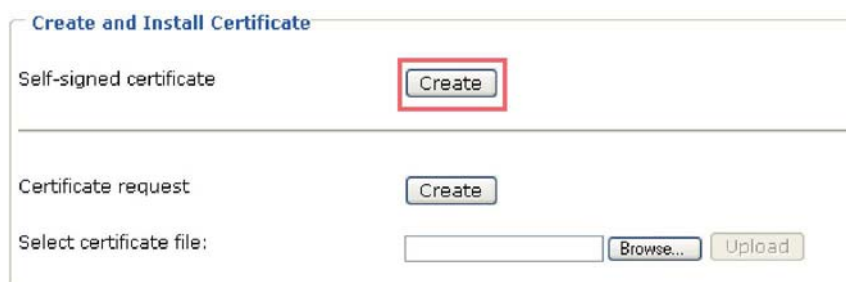 Create and Install Certificate
Self-signed certificate Create
Certificate request Create
Select certificate file: Browse... Upload